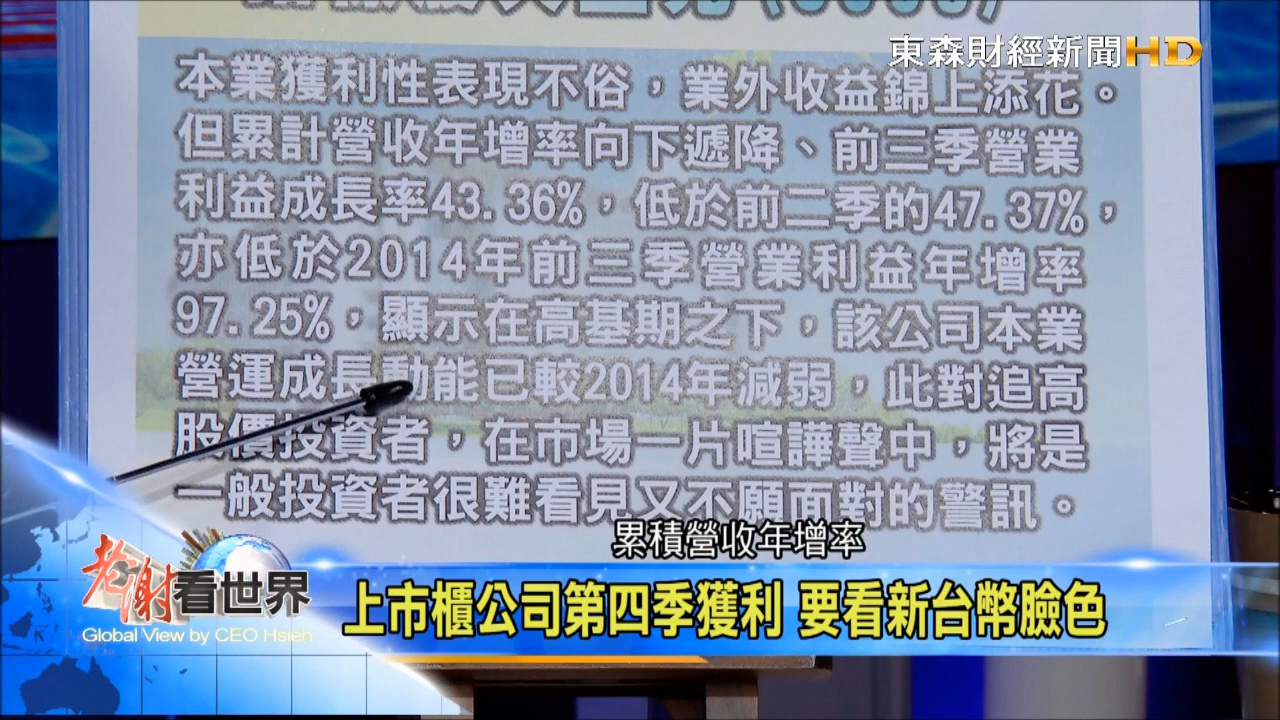 東森財經新聞HD
本業獲利性表現不俗，業外收益錦上添花。
但累計營收年增率向下遞降、前三季營業
利益成長率43.36%，低於前二季的47.37%，
亦低於2014年前三季營業利益年增率
97.25%，顯示在高基期之下，該公司本業
營運成長動能已較2014年減弱，此對追高
股價投資者，在市場一片喧譁聲中，將是
一般投資者很難看見又不願面對的警訊。
累積營收年增率
老謝看世界
Global View by CEO Hsieh
上市櫃公司第四季獲利 要看新台幣臉色